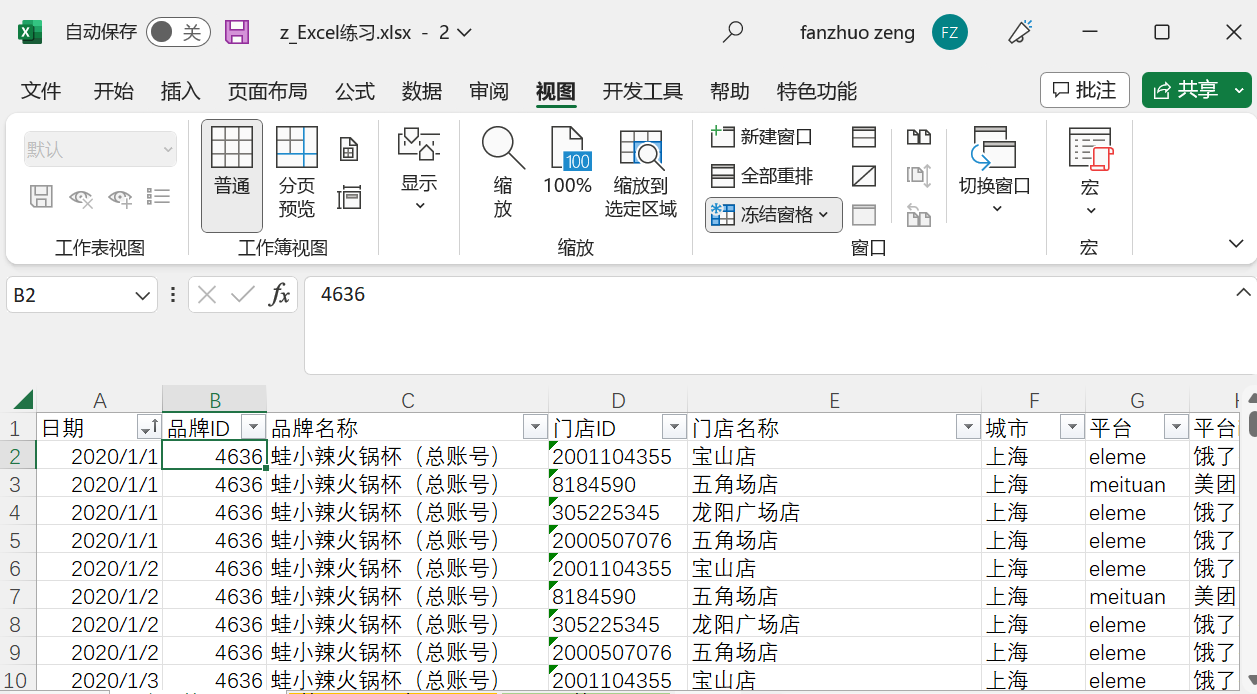 自动保存 关 z_Excel练习.xlsx - 2 fanzhuo zeng FZ
文件 开始 插入 页面布局 公式 数据 审阅 视图 开发工具 帮助 特色功能 批注 共享
默认
普通
分页
预览
显示
缩
放
100
100%
缩放到
选定区域
新建窗口
全部重排
冻结窗格
切换窗口
宏
工作表视图 工作簿视图 缩放 窗口 宏
B2 fx 4636
A B C D E F G
1 日期 品牌ID 品牌名称 门店ID 门店名称 城市 平台 平台
2 2020/1/1 4636 蛙小辣火锅杯（总账号） 2001104355 宝山店 上海 eleme 饿了
3 2020/1/1 4636 蛙小辣火锅杯（总账号） 8184590 五角场店 上海 meituan 美团
4 2020/1/1 4636 蛙小辣火锅杯（总账号） 305225345 龙阳广场店 上海 eleme 饿了
5 2020/1/1 4636 蛙小辣火锅杯（总账号） 2000507076 五角场店 上海 eleme 饿了
6 2020/1/2 4636 蛙小辣火锅杯（总账号） 2001104355 宝山店 上海 eleme 饿了
7 2020/1/2 4636 蛙小辣火锅杯（总账号） 8184590 五角场店 上海 meituan 美团
8 2020/1/2 4636 蛙小辣火锅杯（总账号） 305225345 龙阳广场店 上海 eleme 饿了
9 2020/1/2 4636 蛙小辣火锅杯（总账号） 2000507076 五角场店 上海 eleme 饿了
10 2020/1/3 4636 蛙小辣火锅杯（总账号） 2001104355 宝山店 上海 eleme 饿了